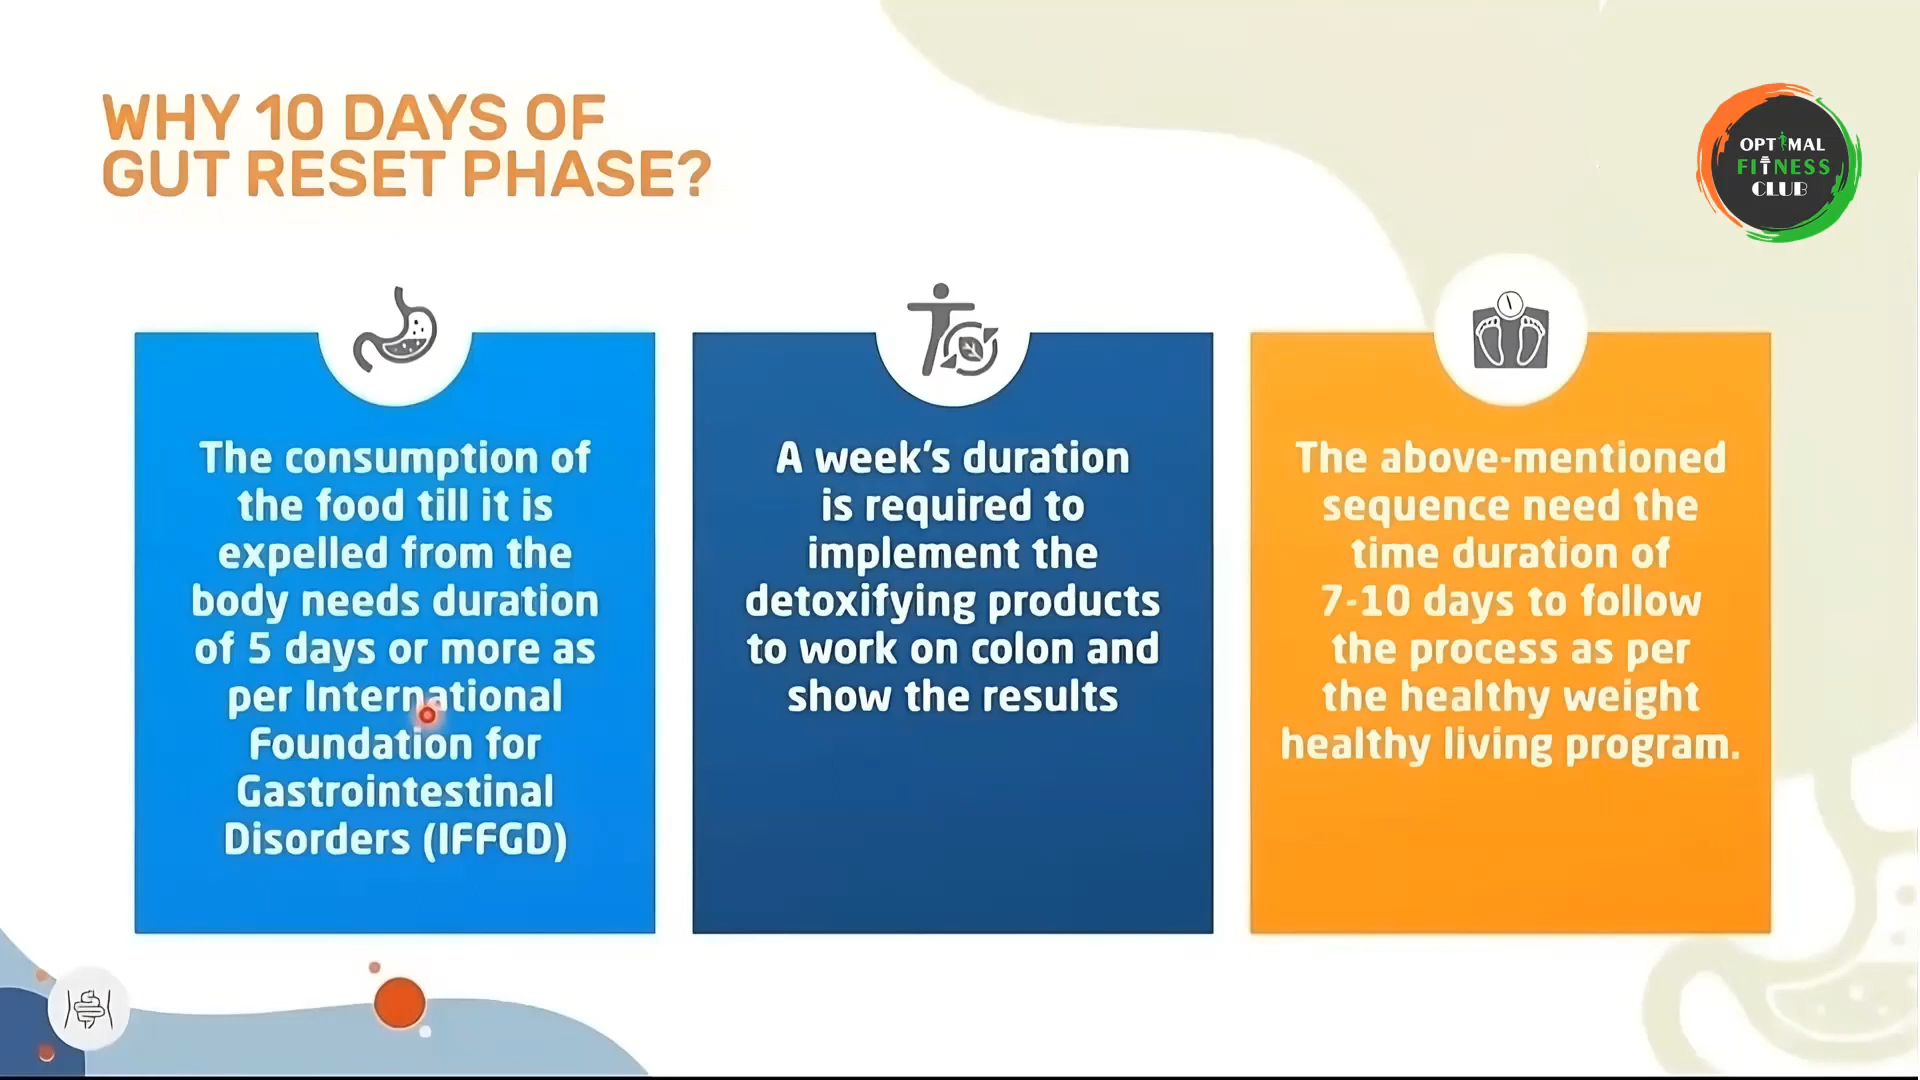 WHY 10 DAYS OF
GUT RESET PHASE?
OPTIMAL
FITNESS
CLUB
The consumption of
the food till it is
expelled from the
body needs duration
of 5 days or more as
per International
Foundation for
Gastrointestinal
Disorders (IFFGD)
A week's duration
is required to
implement the
detoxifying products
to work on colon and
show the results
The above-mentioned
sequence need the
time duration of
7-10 days to follow
the process as per
the healthy weight
healthy living program.